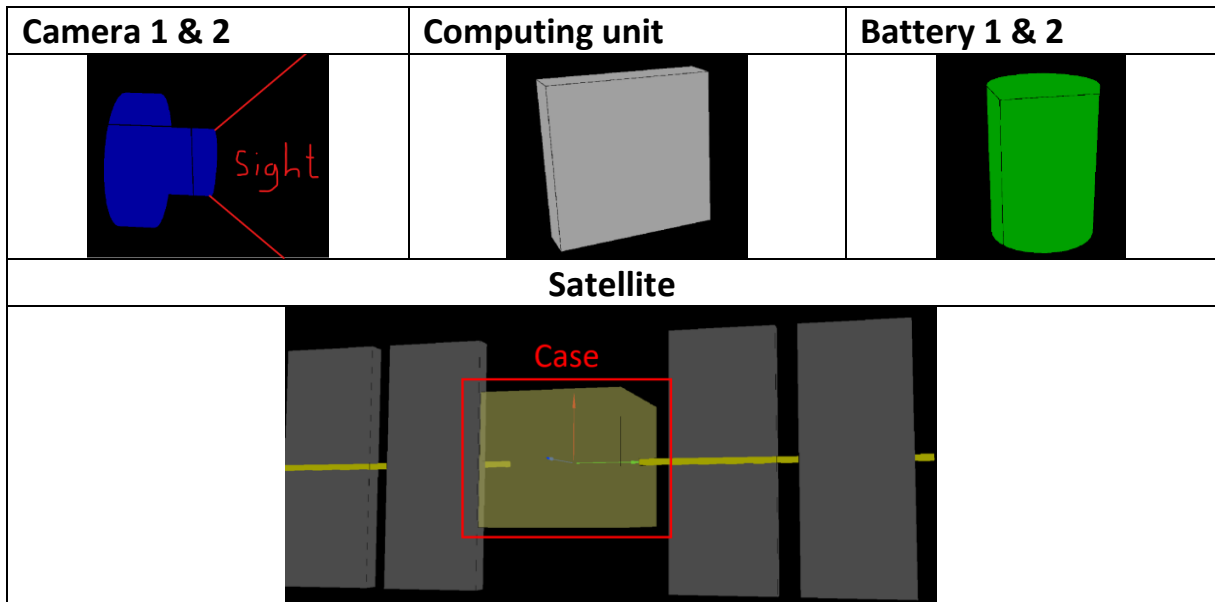 Camera 1 & 2
Computing unit
Battery 1 & 2
Sight
Satellite
Case